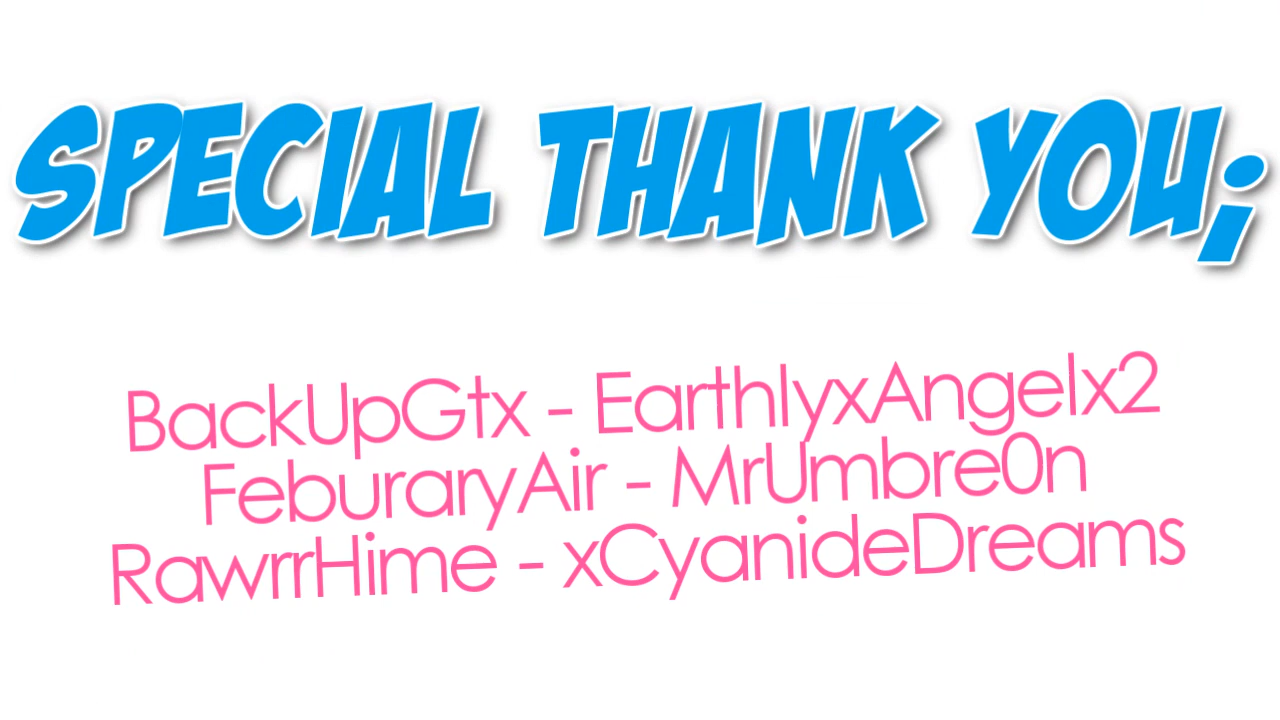 SPECIAL THANK YOU;
BackUpGtx - EarthlyxAngelx2
FeburaryAir - MrUmbre0n
RawrrHime - xCyanideDreams